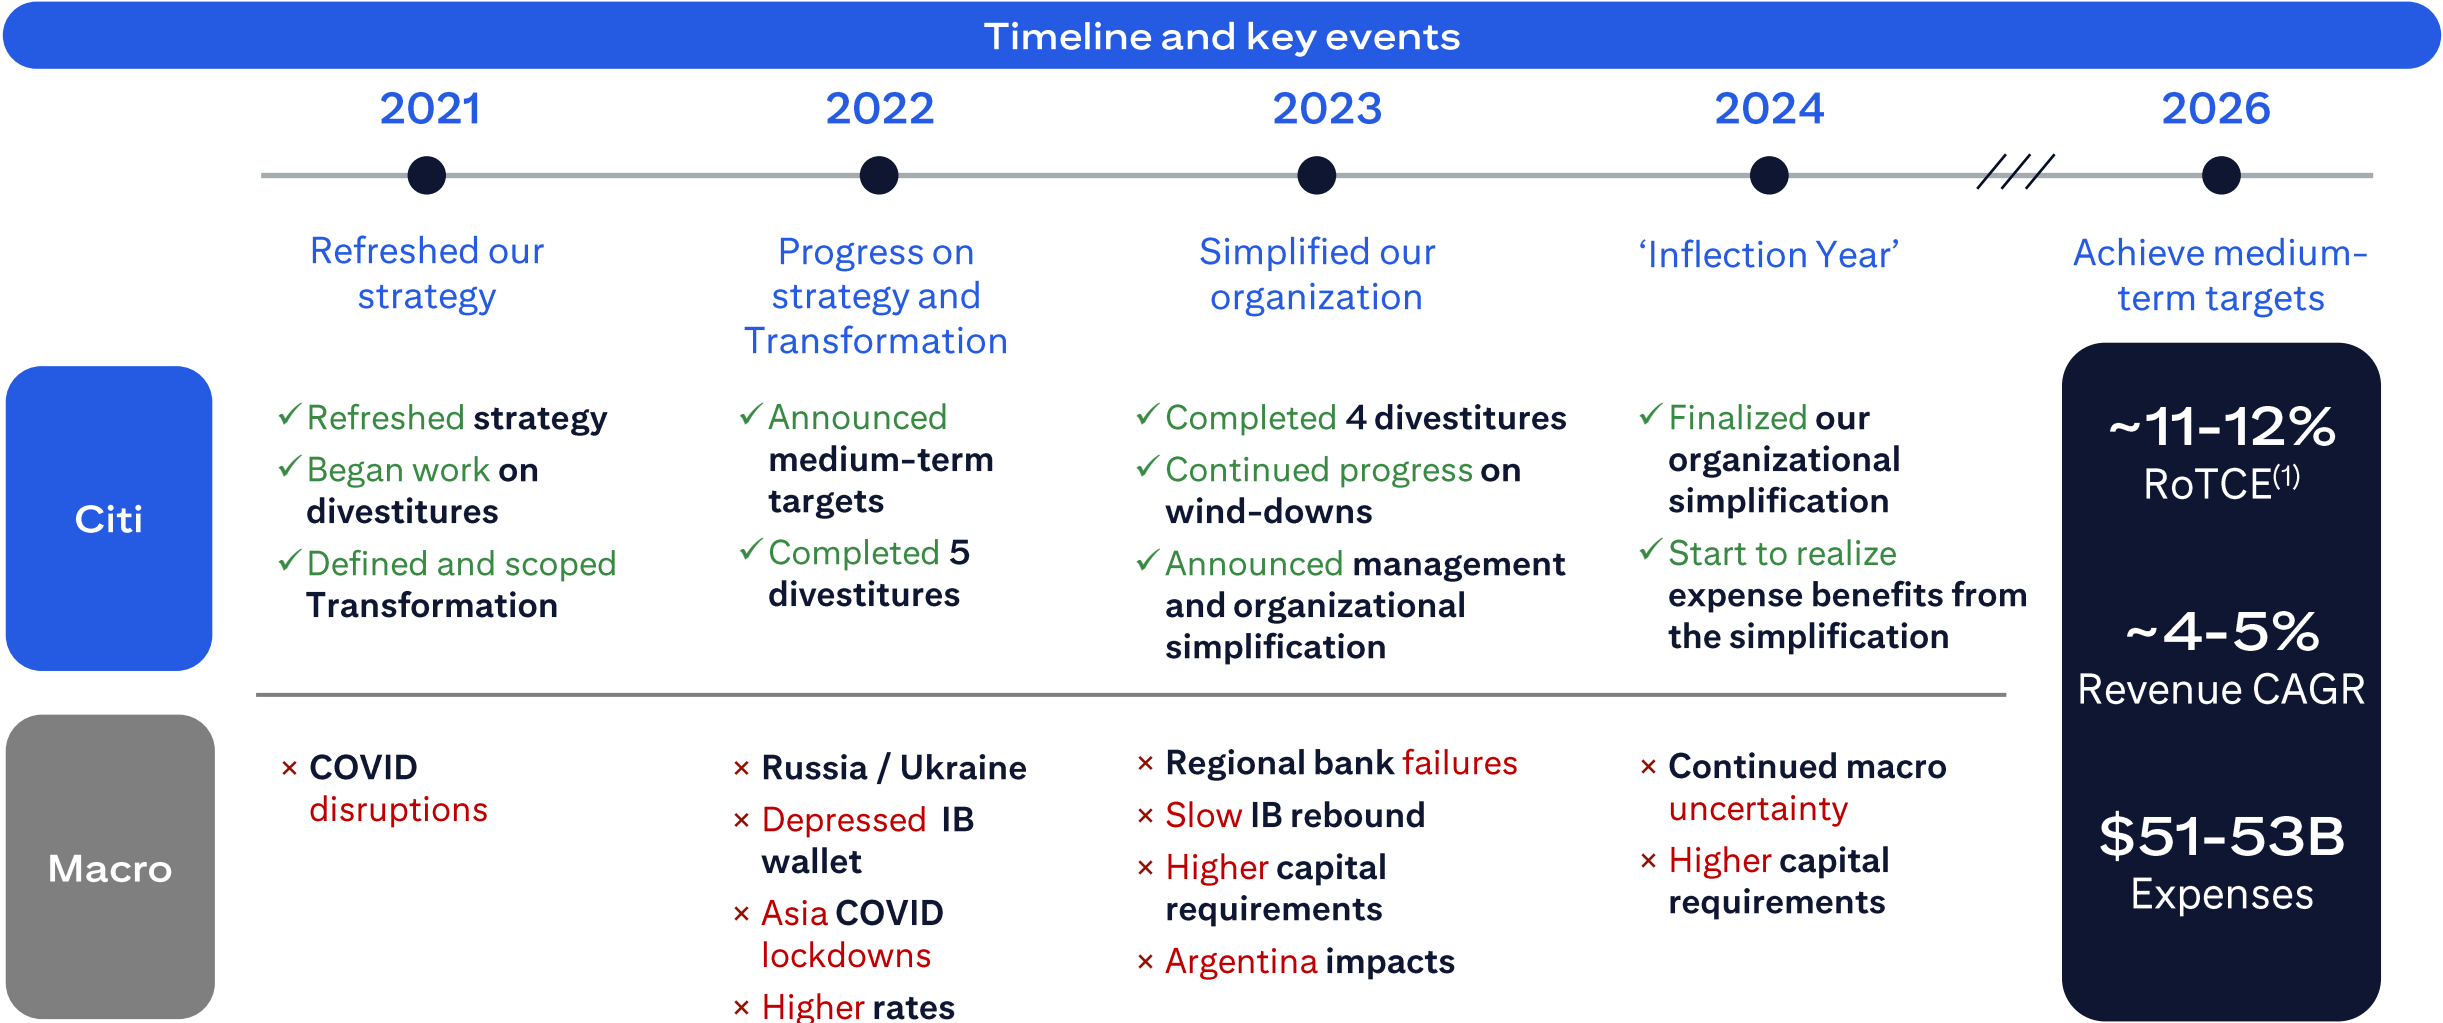 Timeline and key events
2021
2022
2023
2024
2026
Refreshed our
strategy
Progress on
strategy and
Transformation
Simplified our
organization
‘Inflection Year’
Achieve medium-
term targets
Citi
✓ Refreshed strategy
✓ Began work on
divestitures
✓ Defined and scoped
Transformation
✓ Announced
medium-term
targets
✓ Completed 5
divestitures
✓ Completed 4 divestitures
✓ Continued progress on
wind-downs
✓ Announced management
and organizational
simplification
✓ Finalized our
organizational
simplification
✓ Start to realize
expense benefits from
the simplification
~11-12%
RoTCE(1)
~4-5%
Revenue CAGR
$51-53B
Expenses
Macro
× COVID
disruptions
× Russia / Ukraine
× Depressed IB
wallet
× Asia COVID
lockdowns
× Higher rates
× Regional bank failures
× Slow IB rebound
× Higher capital
requirements
× Argentina impacts
× Continued macro
uncertainty
× Higher capital
requirements